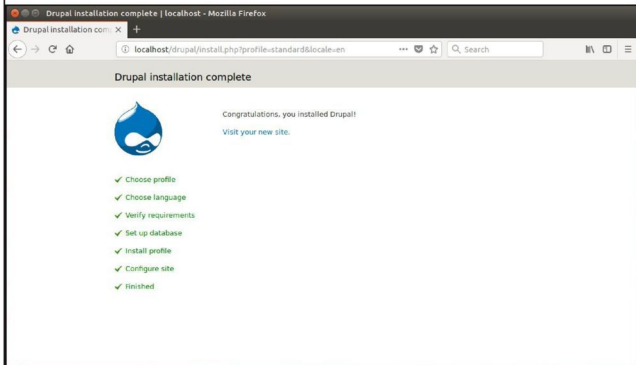 Drupal installation complete | localhost - Mozilla Firefox
Drupal installation com
localhost/drupal/install.php?profile=standard&locale=en
Search
Drupal installation complete
Congratulations, you installed Drupal!
Visit your new site.
Choose profile
Choose language
Verify requirements
Set up database
Install profile
Configure site
Finished